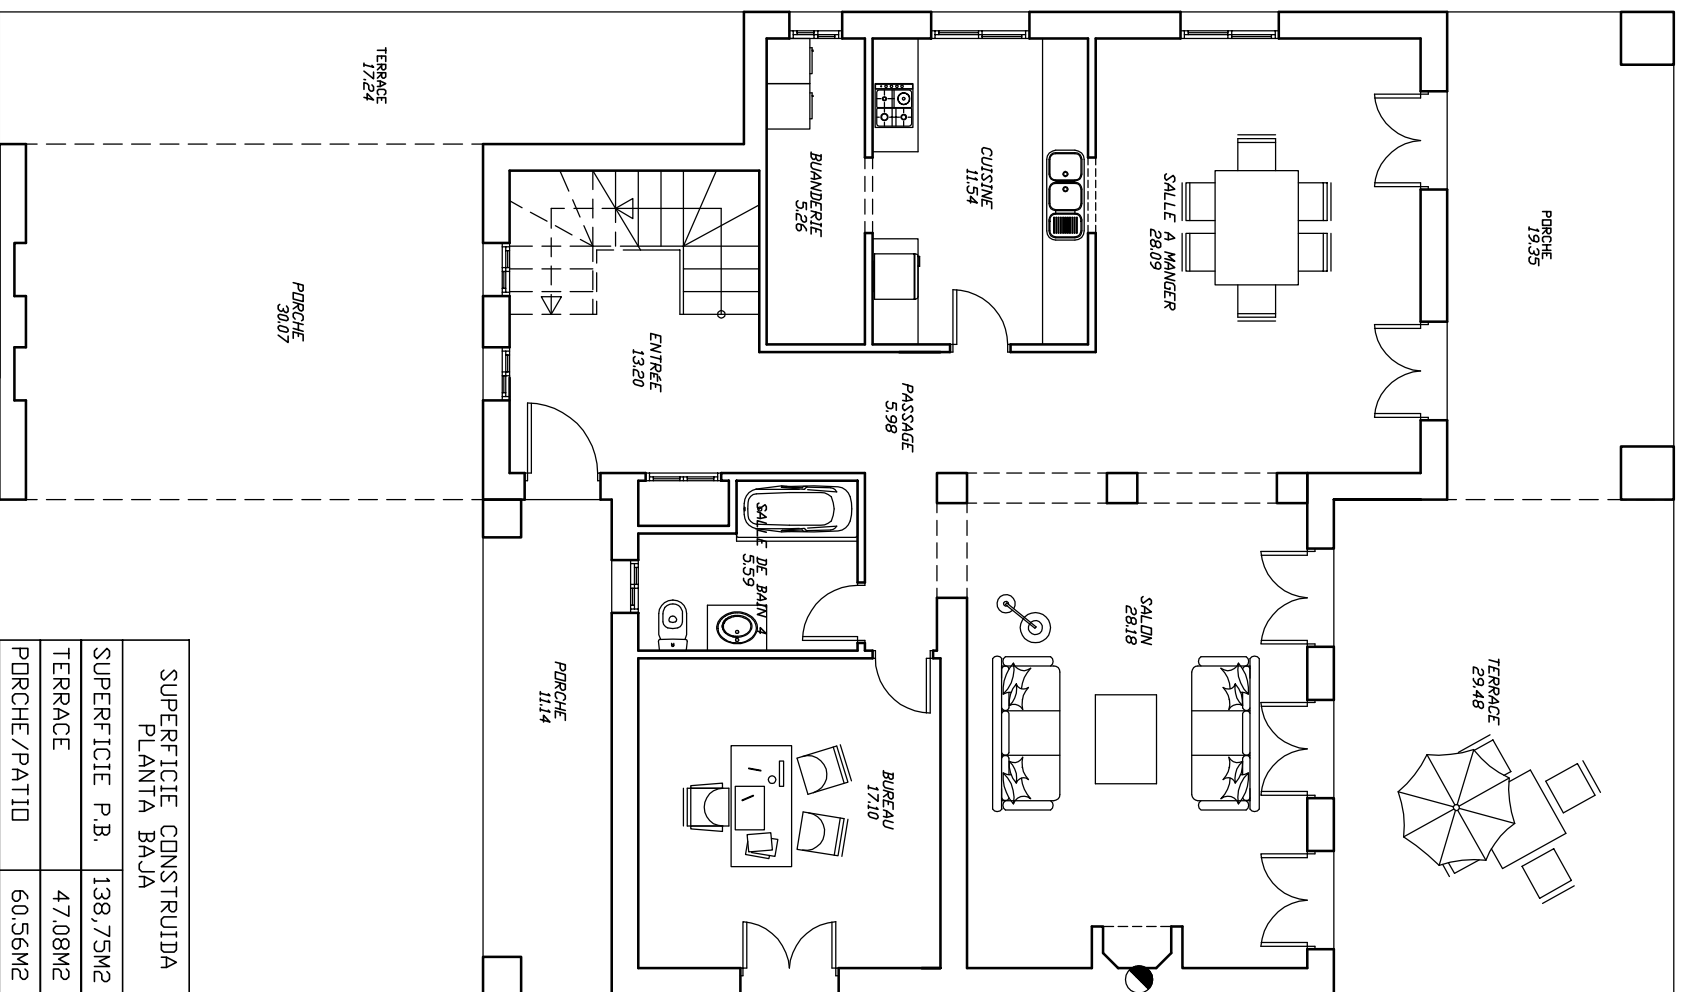 TERRACE
17.24
PORCHE
30.07
BUANDERIE
5.26
CUISINE
11.54
SALLE A MANGER
28.09
PORCHE
19.35
ENTRÉE
13.20
PASSAGE
5.98
SALLE DE BAIN 4
5.59
SALON
28.18
TERRACE
29.48
PORCHE
11.14
BUREAU
17.10
SUPERFICIE CONSTRUIDA
PLANTA BAJA
SUPERFICIE P.B. 138,75M2
TERRACE 47.08M2
PORCHE/PATIO 60.56M2